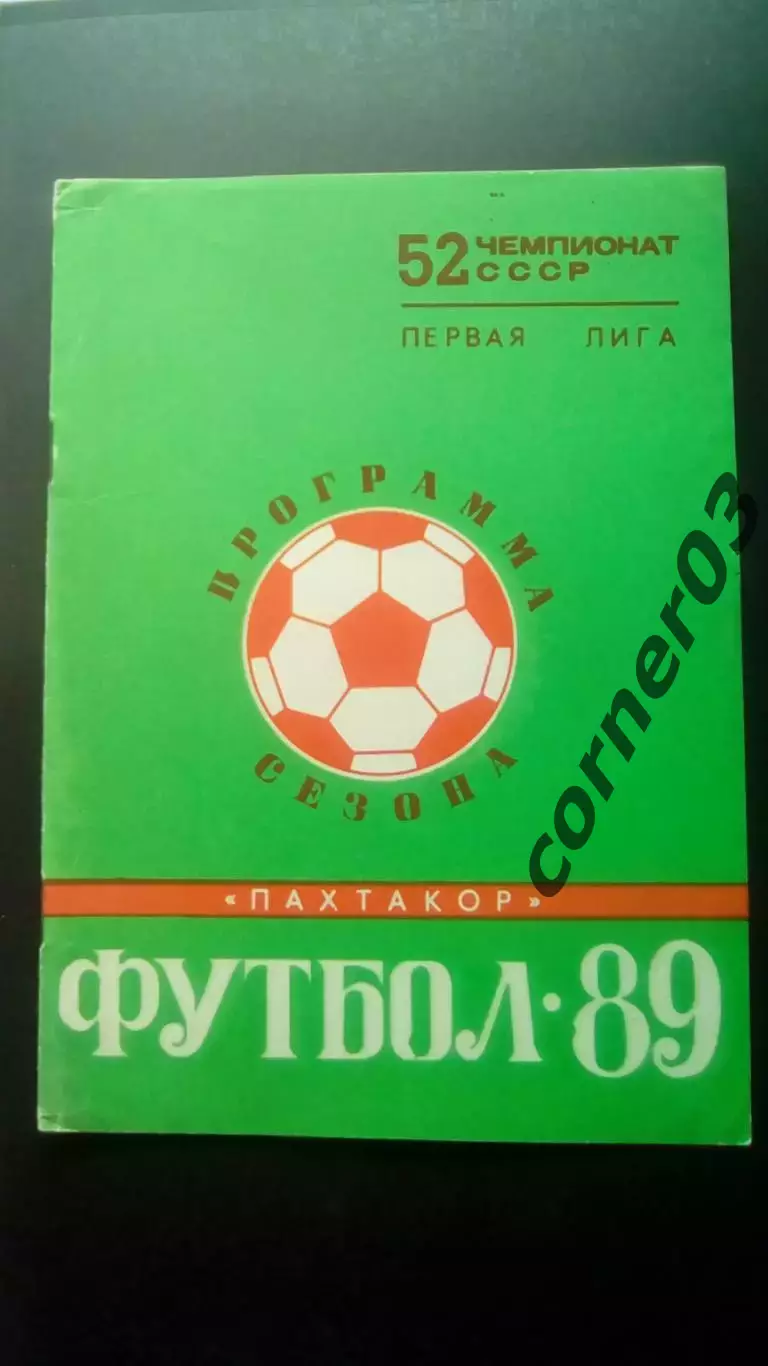 52 ЧЕМПИОНАТ
СССР
ПЕРВАЯ ЛИГА
ПРОГРАММА
СЕЗОНА
«ПАХТАКОР»
ФУТБОЛ·89
corner03